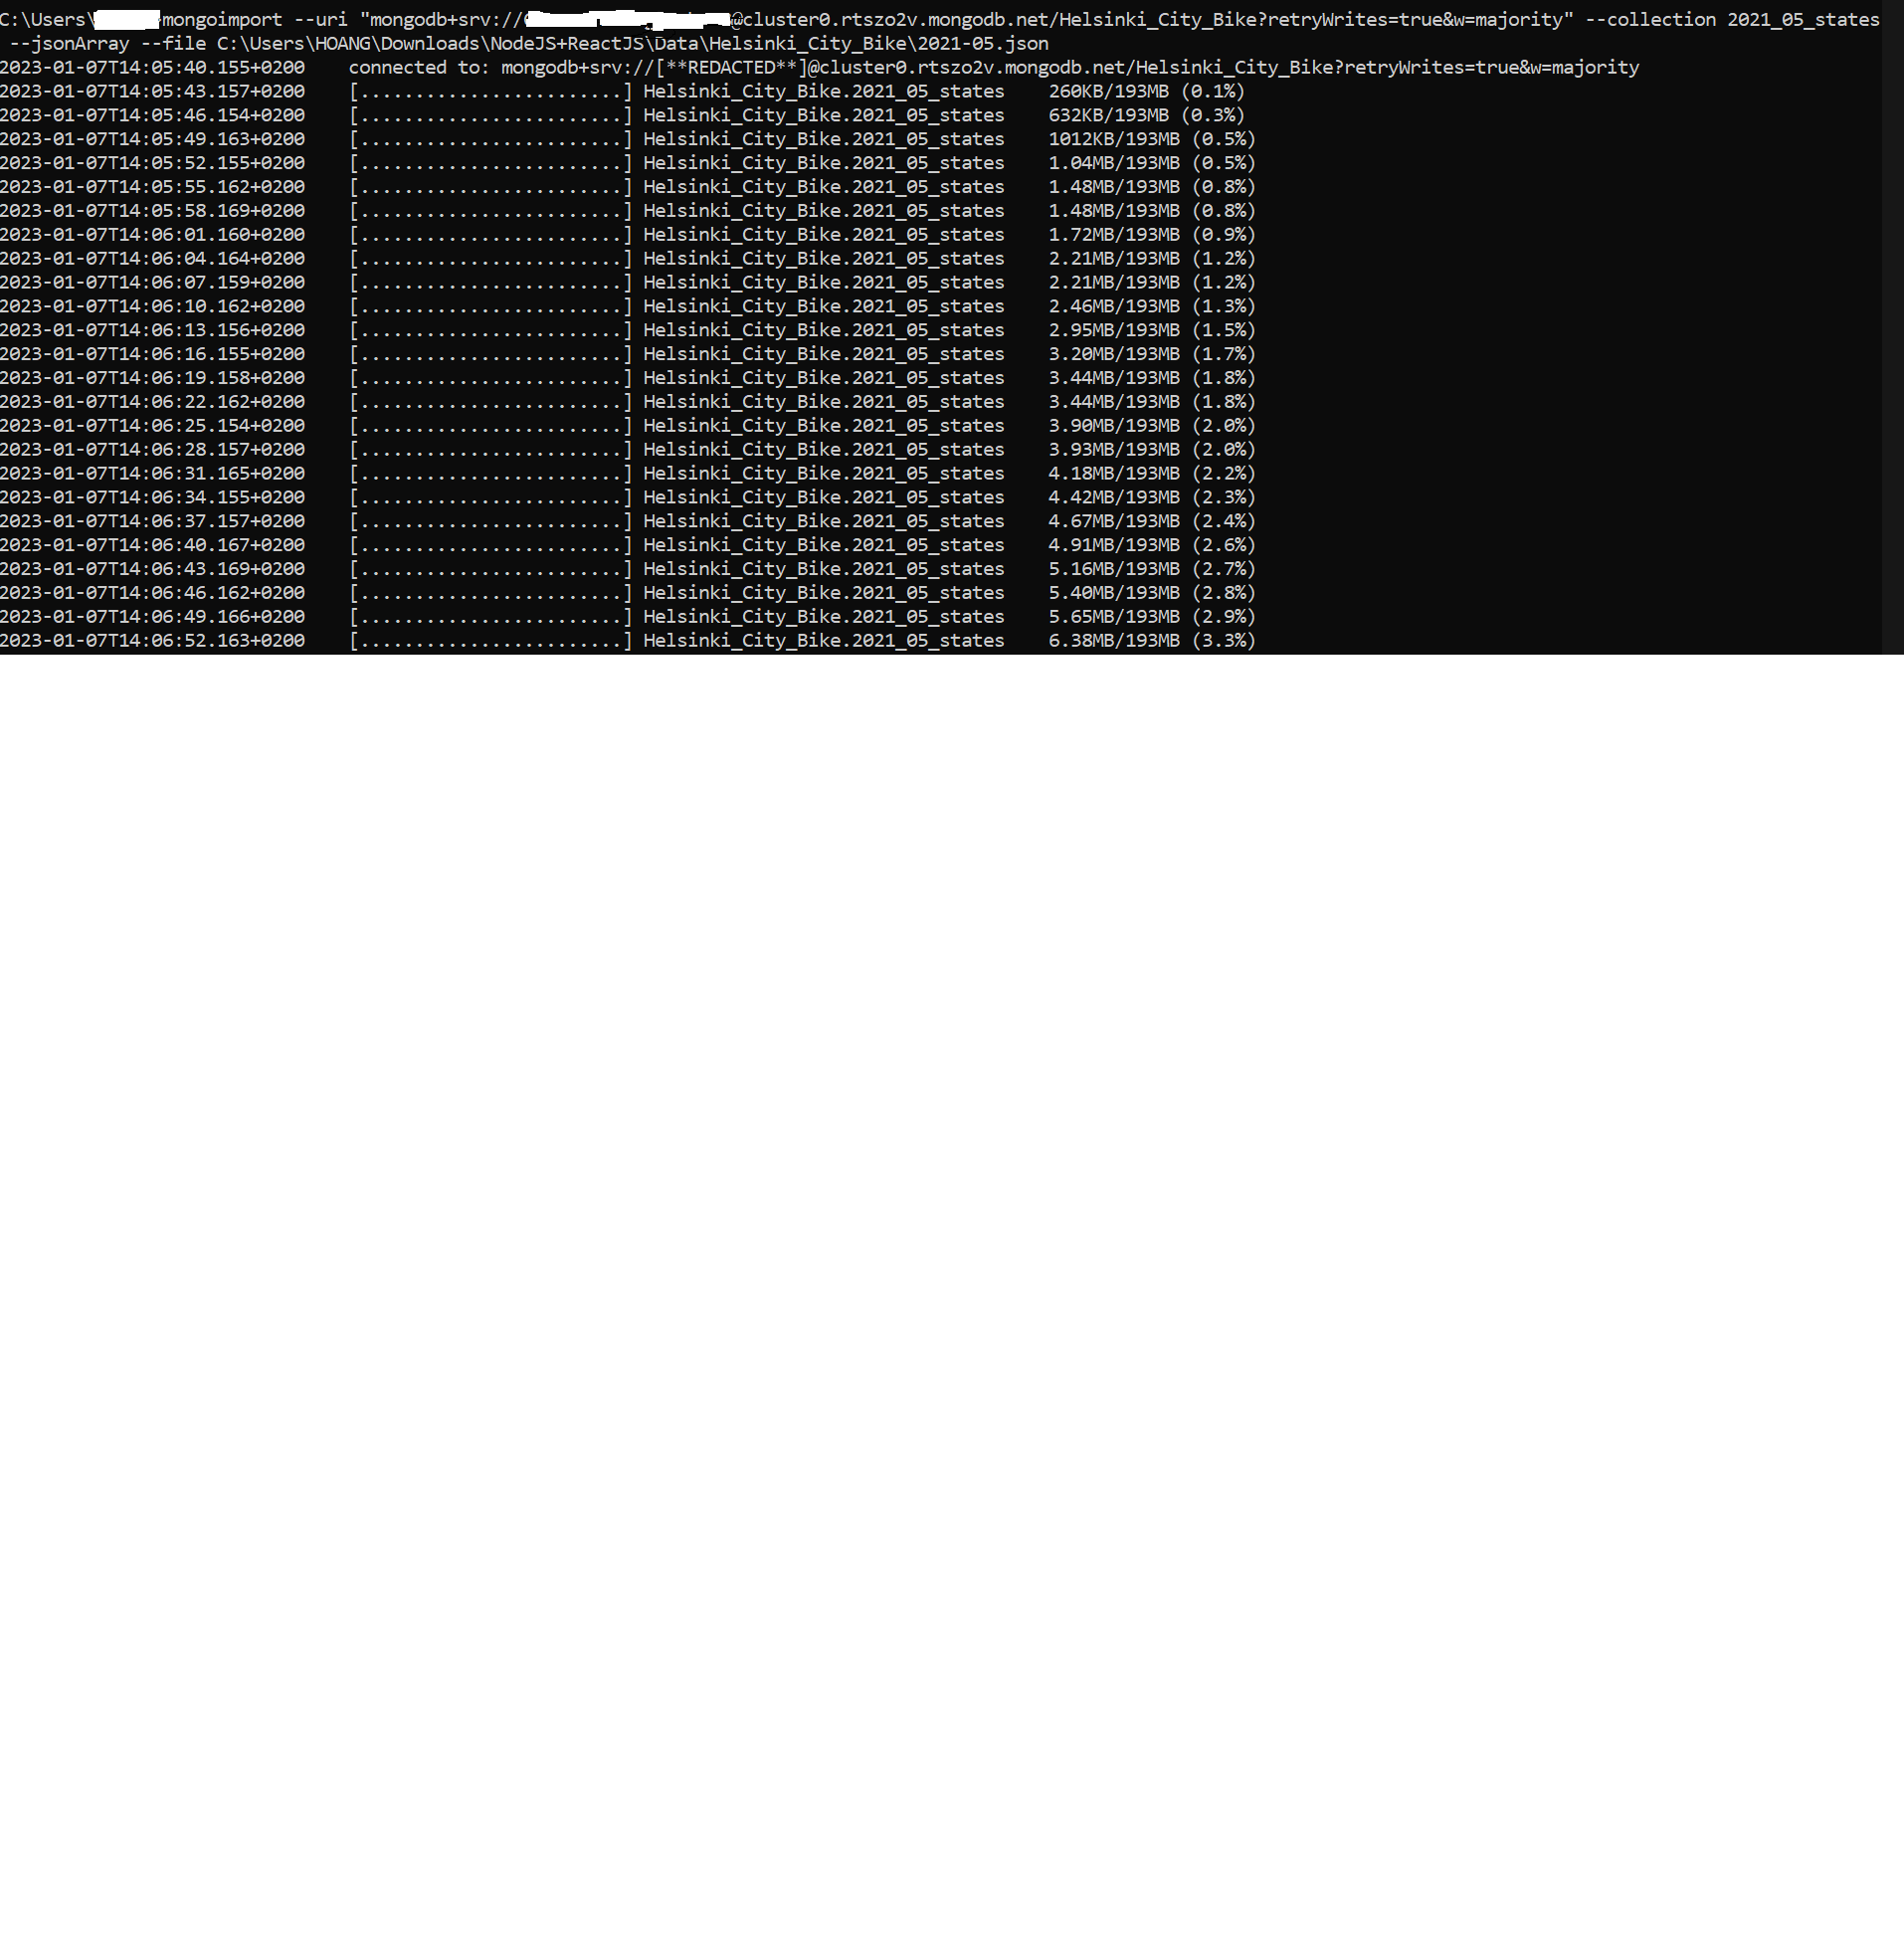 C:\Users\ mongoimport --uri "mongodb+srv:// @cluster0.rtszo2v.mongodb.net/Helsinki_City_Bike?retryWrites=true&w=majority" --collection 2021_05_states
--jsonArray --file C:\Users\HOANG\Downloads\NodeJS+ReactJS\Data\Helsinki_City_Bike\2021-05.json
2023-01-07T14:05:40.155+0200    connected to: mongodb+srv://[**REDACTED**]@cluster0.rtszo2v.mongodb.net/Helsinki_City_Bike?retryWrites=true&w=majority
2023-01-07T14:05:43.157+0200    [........................] Helsinki_City_Bike.2021_05_states    260KB/193MB (0.1%)
2023-01-07T14:05:46.154+0200    [........................] Helsinki_City_Bike.2021_05_states    632KB/193MB (0.3%)
2023-01-07T14:05:49.163+0200    [........................] Helsinki_City_Bike.2021_05_states    1012KB/193MB (0.5%)
2023-01-07T14:05:52.155+0200    [........................] Helsinki_City_Bike.2021_05_states    1.04MB/193MB (0.5%)
2023-01-07T14:05:55.162+0200    [........................] Helsinki_City_Bike.2021_05_states    1.48MB/193MB (0.8%)
2023-01-07T14:05:58.169+0200    [........................] Helsinki_City_Bike.2021_05_states    1.48MB/193MB (0.8%)
2023-01-07T14:06:01.160+0200    [........................] Helsinki_City_Bike.2021_05_states    1.72MB/193MB (0.9%)
2023-01-07T14:06:04.164+0200    [........................] Helsinki_City_Bike.2021_05_states    2.21MB/193MB (1.2%)
2023-01-07T14:06:07.159+0200    [........................] Helsinki_City_Bike.2021_05_states    2.21MB/193MB (1.2%)
2023-01-07T14:06:10.162+0200    [........................] Helsinki_City_Bike.2021_05_states    2.46MB/193MB (1.3%)
2023-01-07T14:06:13.156+0200    [........................] Helsinki_City_Bike.2021_05_states    2.95MB/193MB (1.5%)
2023-01-07T14:06:16.155+0200    [........................] Helsinki_City_Bike.2021_05_states    3.20MB/193MB (1.7%)
2023-01-07T14:06:19.158+0200    [........................] Helsinki_City_Bike.2021_05_states    3.44MB/193MB (1.8%)
2023-01-07T14:06:22.162+0200    [........................] Helsinki_City_Bike.2021_05_states    3.44MB/193MB (1.8%)
2023-01-07T14:06:25.154+0200    [........................] Helsinki_City_Bike.2021_05_states    3.90MB/193MB (2.0%)
2023-01-07T14:06:28.157+0200    [........................] Helsinki_City_Bike.2021_05_states    3.93MB/193MB (2.0%)
2023-01-07T14:06:31.165+0200    [........................] Helsinki_City_Bike.2021_05_states    4.18MB/193MB (2.2%)
2023-01-07T14:06:34.155+0200    [........................] Helsinki_City_Bike.2021_05_states    4.42MB/193MB (2.3%)
2023-01-07T14:06:37.157+0200    [........................] Helsinki_City_Bike.2021_05_states    4.67MB/193MB (2.4%)
2023-01-07T14:06:40.167+0200    [........................] Helsinki_City_Bike.2021_05_states    4.91MB/193MB (2.6%)
2023-01-07T14:06:43.169+0200    [........................] Helsinki_City_Bike.2021_05_states    5.16MB/193MB (2.7%)
2023-01-07T14:06:46.162+0200    [........................] Helsinki_City_Bike.2021_05_states    5.40MB/193MB (2.8%)
2023-01-07T14:06:49.166+0200    [........................] Helsinki_City_Bike.2021_05_states    5.65MB/193MB (2.9%)
2023-01-07T14:06:52.163+0200    [........................] Helsinki_City_Bike.2021_05_states    6.38MB/193MB (3.3%)